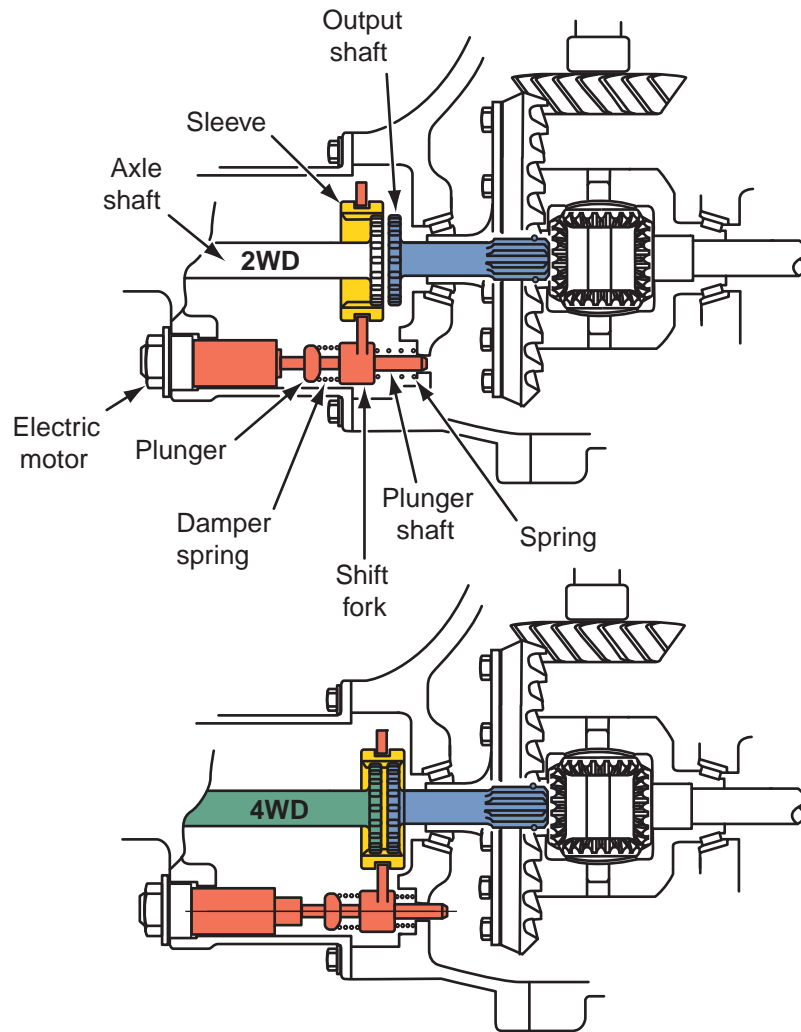 Output
shaft
Sleeve
Axle
shaft
2WD
Electric
motor
Plunger
Damper
spring
Shift
fork
Plunger
shaft
Spring
4WD